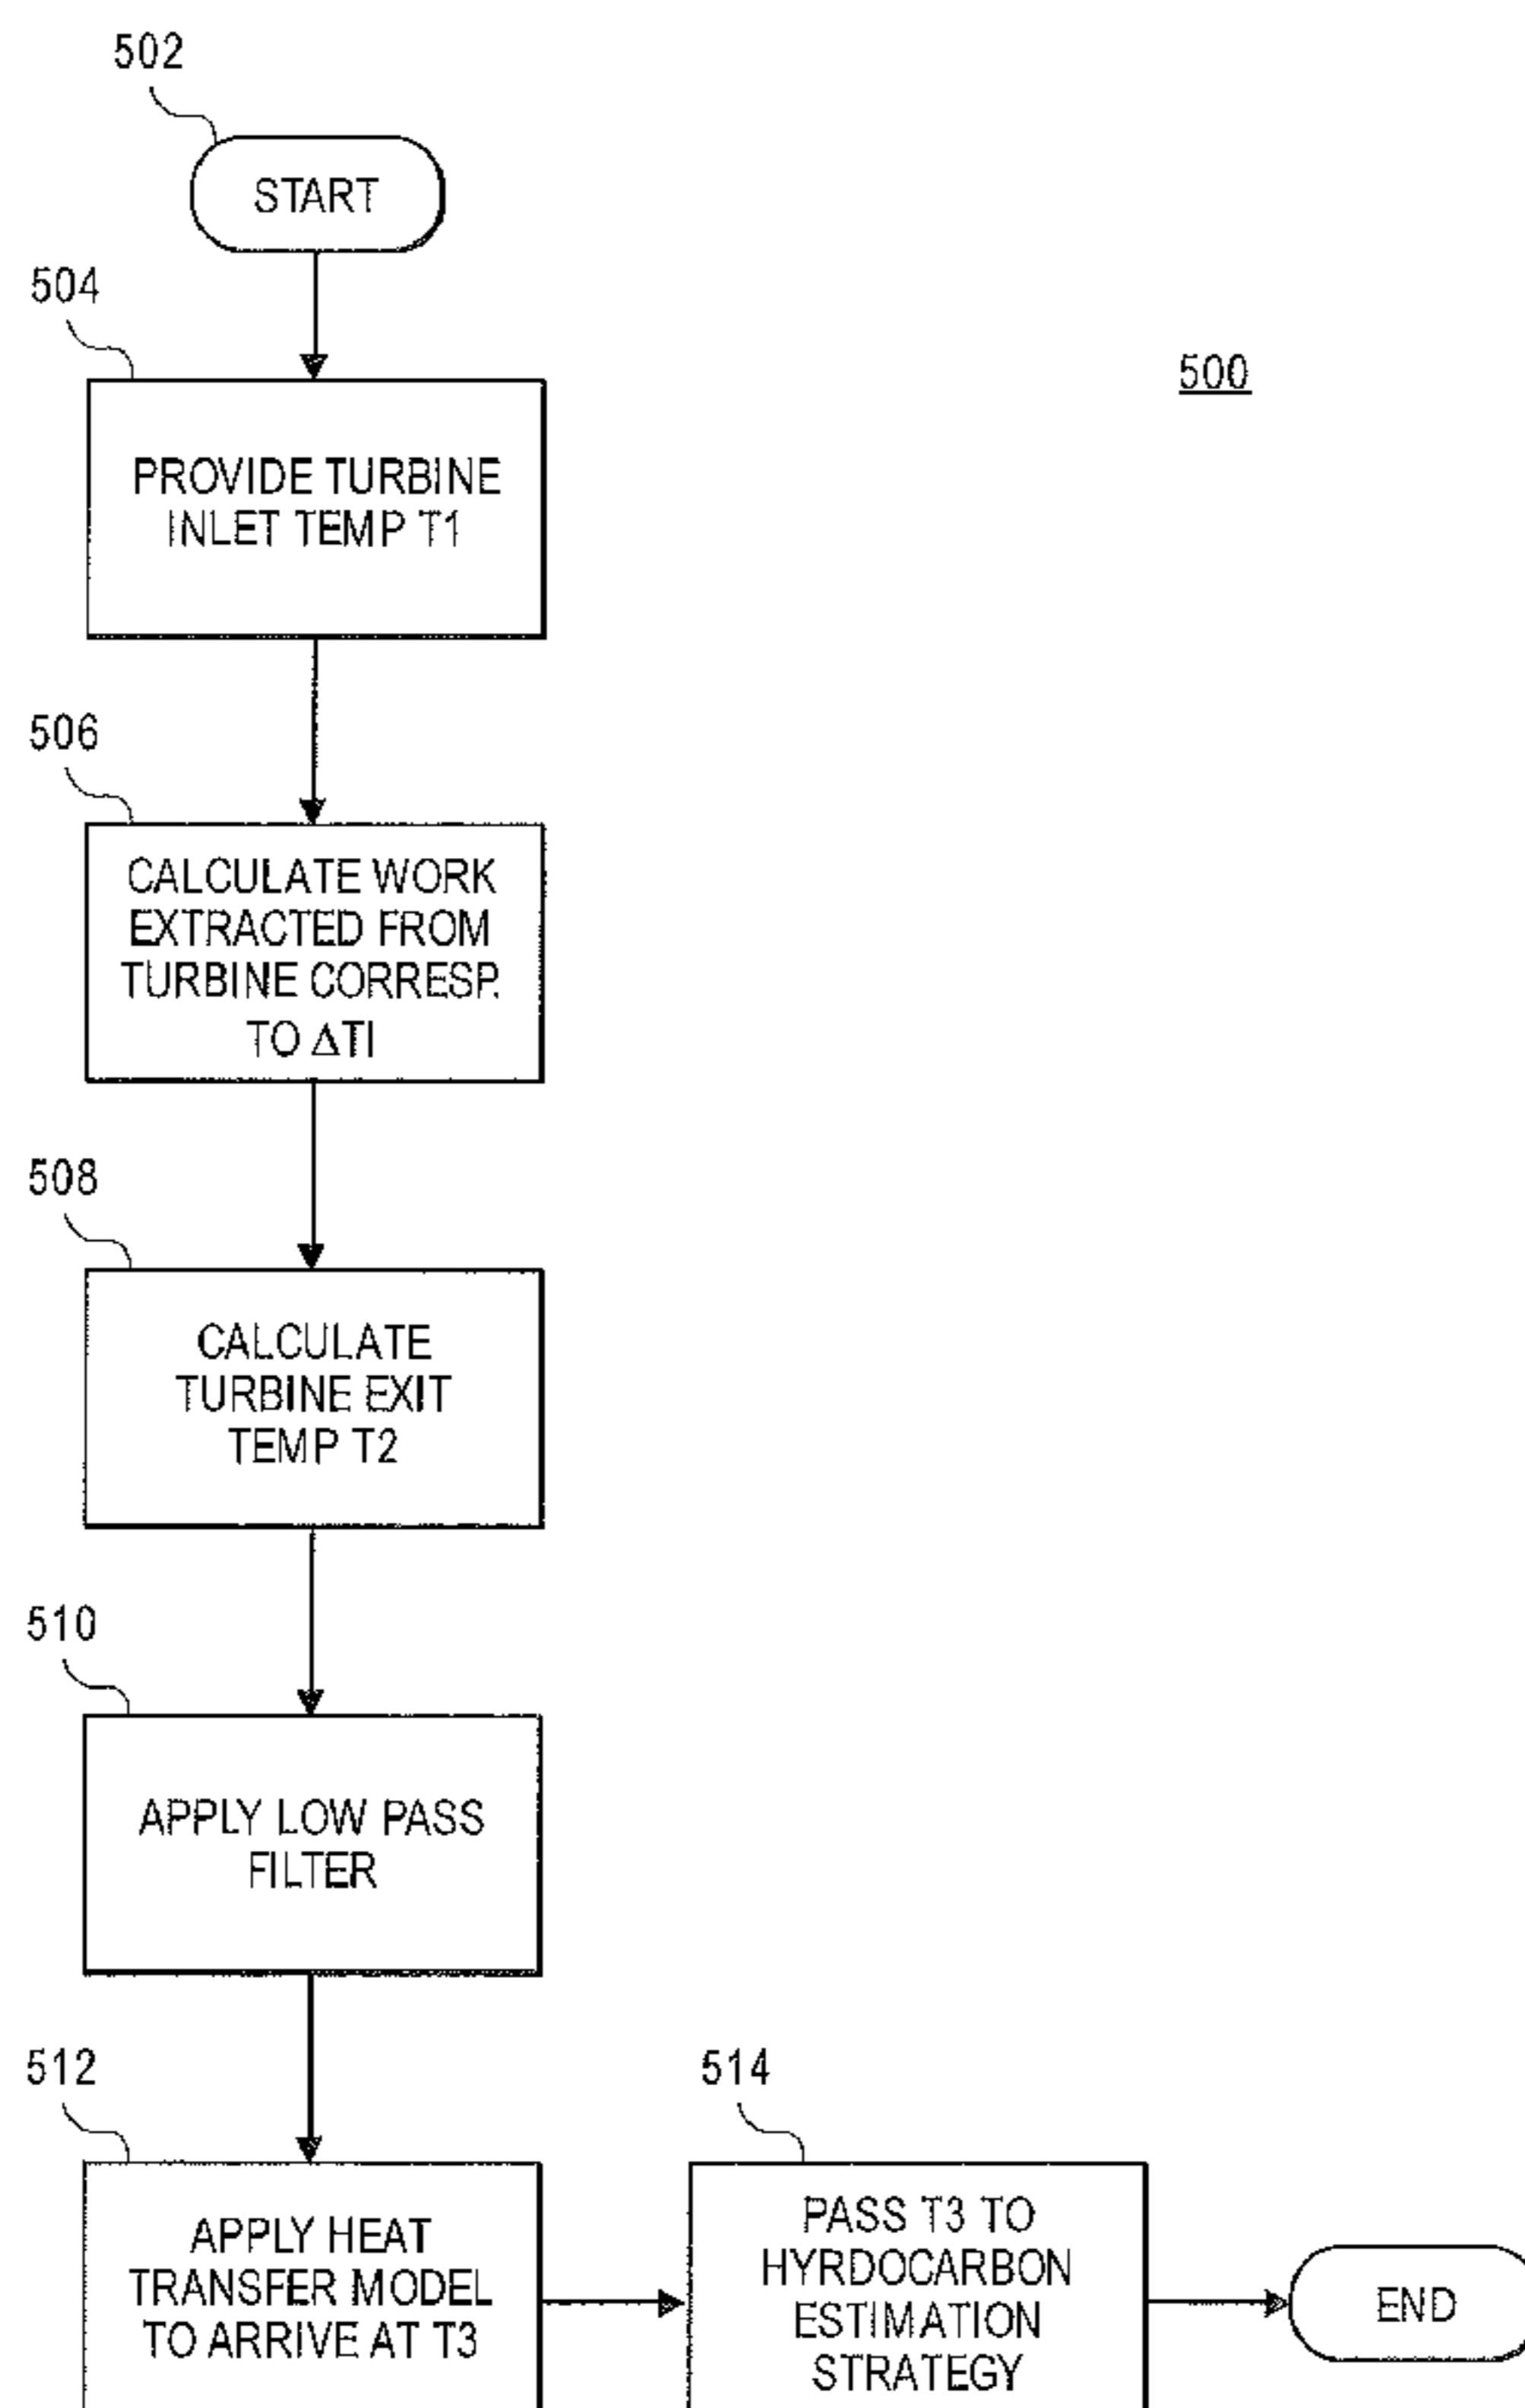 502
START
504
500
PROVIDE TURBINE
INLET TEMP T1
506
CALCULATE WORK
EXTRACTED FROM
TURBINE CORRESP.
TO ΔTI
508
CALCULATE
TURBINE EXIT
TEMP T2
510
APPLY LOW PASS
FILTER
512
514
APPLY HEAT
TRANSFER MODEL
TO ARRIVE AT T3
PASS T3 TO
HYRDOCARBON
ESTIMATION
STRATEGY
END